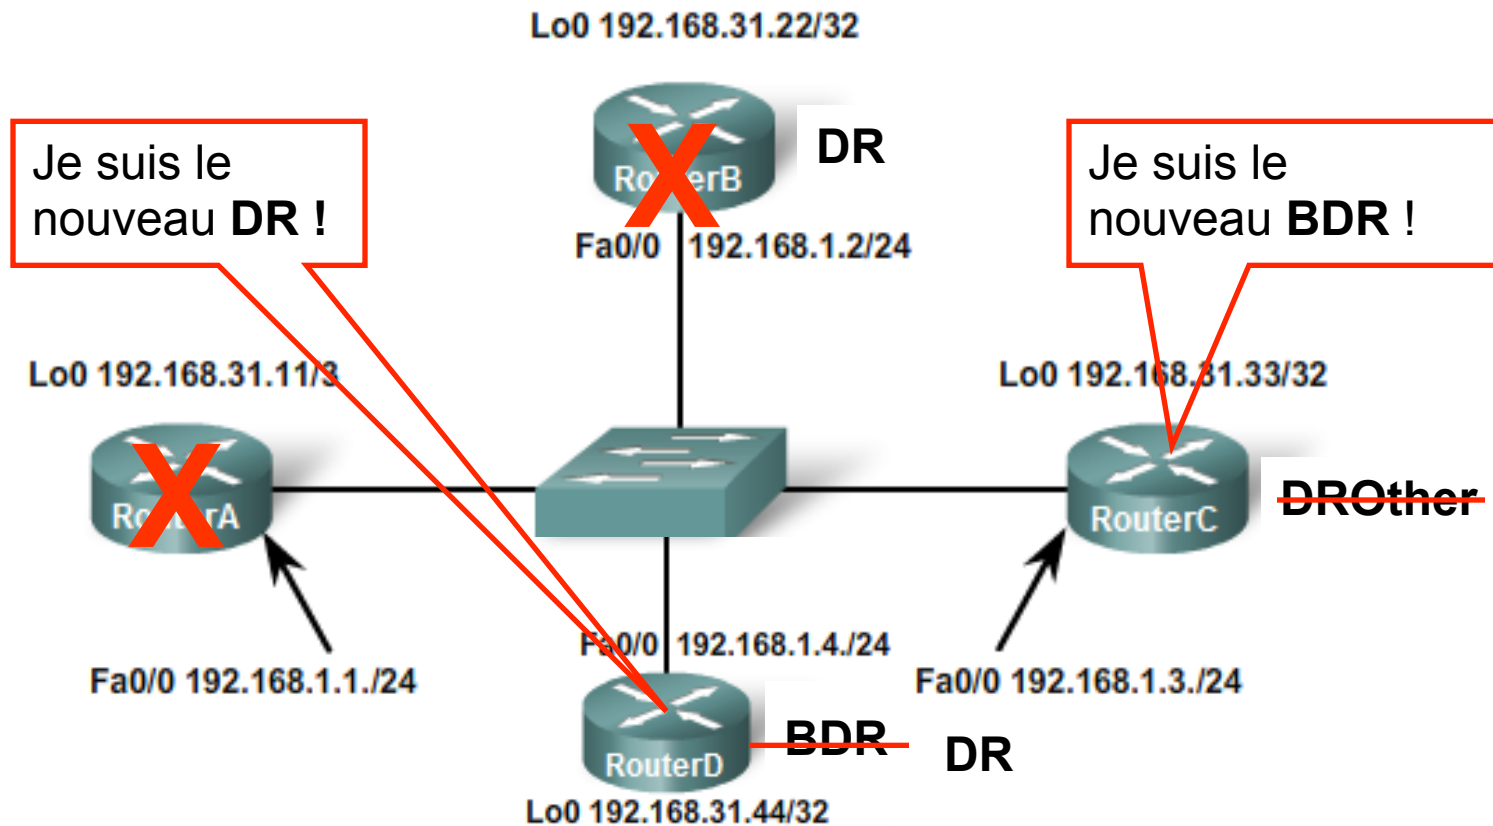 Lo0 192.168.31.22/32
RouterB
DR
Je suis le
nouveau DR !
Je suis le
nouveau BDR !
Fa0/0 192.168.1.2/24
Lo0 192.168.31.11/3
Lo0 192.168.31.33/32
RouterA
RouterC
DROther
Fa0/0 192.168.1.4./24
Fa0/0 192.168.1.1./24
Fa0/0 192.168.1.3./24
RouterD
BDR
DR
Lo0 192.168.31.44/32